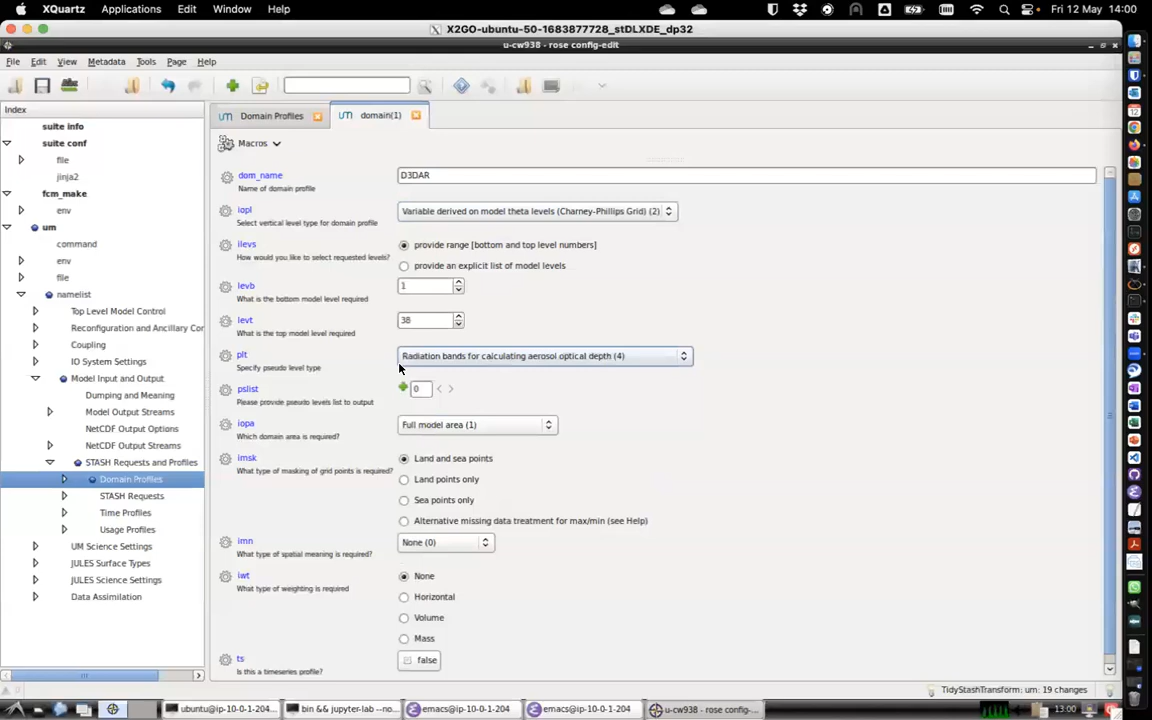 XQuartz Applications Edit Window Help
Fri 12 May 14:00
X2GO-ubuntu-50-1683877728_stDLXDE_dp32
u-cw938 - rose config-edit
File Edit View Metadata Tools Page Help
Index
suite info
suite conf
file
jinja2
fcm_make
env
um
command
env
file
namelist
Top Level Model Control
Reconfiguration and Ancillary Cor
Coupling
IO System Settings
Model Input and Output
Dumping and Meaning
Model Output Streams
NetCDF Output Options
NetCDF Output Streams
STASH Requests and Profiles
Domain Profiles
STASH Requests
Time Profiles
Usage Profiles
UM Science Settings
JULES Surface Types
JULES Science Settings
Data Assimilation
Domain Profiles
domain(1)
Macros
dom_name
D3DAR
Name of domain profile
iopl
Variable derived on model theta levels (Charney-Phillips Grid) (2)
Select vertical level type for domain profile
ilevs
provide range [bottom and top level numbers]
How would you like to select requested levels?
provide an explicit list of model levels
levb
1
What is the bottom model level required
levt
38
What is the top model level required
plt
Radiation bands for calculating aerosol optical depth (4)
Specify pseudo level type
pslist
0
Please provide pseudo levels list to output
iopa
Full model area (1)
Which domain area is required?
imsk
Land and sea points
What type of masking of grid points is required?
Land points only
Sea points only
Alternative missing data treatment for max/min (see Help)
imn
None (0)
What type of spatial meaning is required?
iwt
None
What type of weighting is required
Horizontal
Volume
Mass
ts
false
Is this a timeseries profile?
TidyStashTransform: um: 19 changes
ubuntu@ip-10-0-1-204...
bin && jupyter-lab --no...
emacs@ip-10-0-1-204...
emacs@ip-10-0-1-204...
u-cw938 - rose config-...
13:00